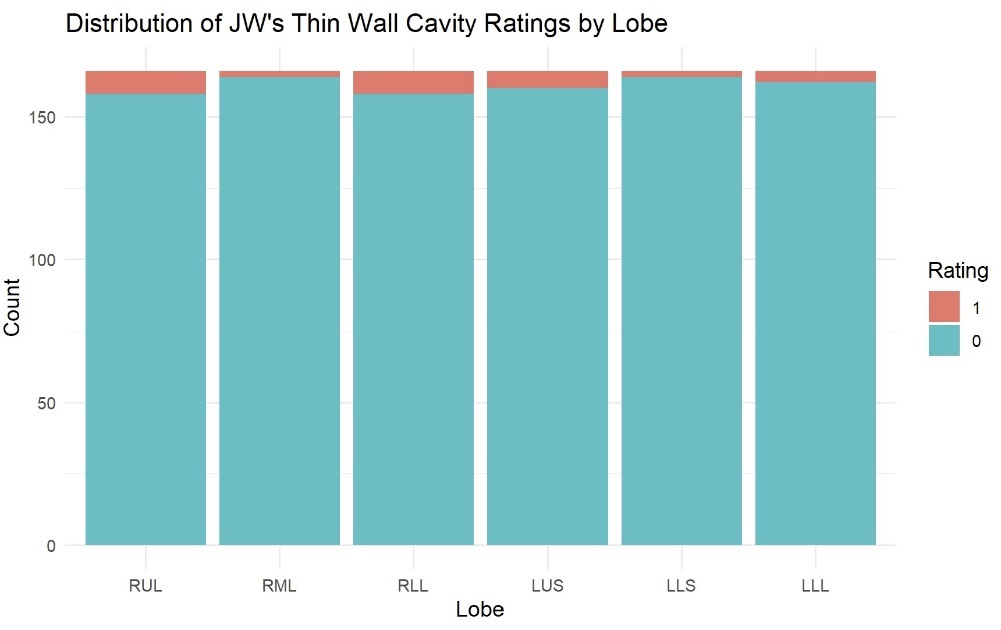 Distribution of JW's Thin Wall Cavity Ratings by Lobe
Count
150
100
50
0
RUL RML RLL LUS LLS LLL
Lobe
Rating
1
0